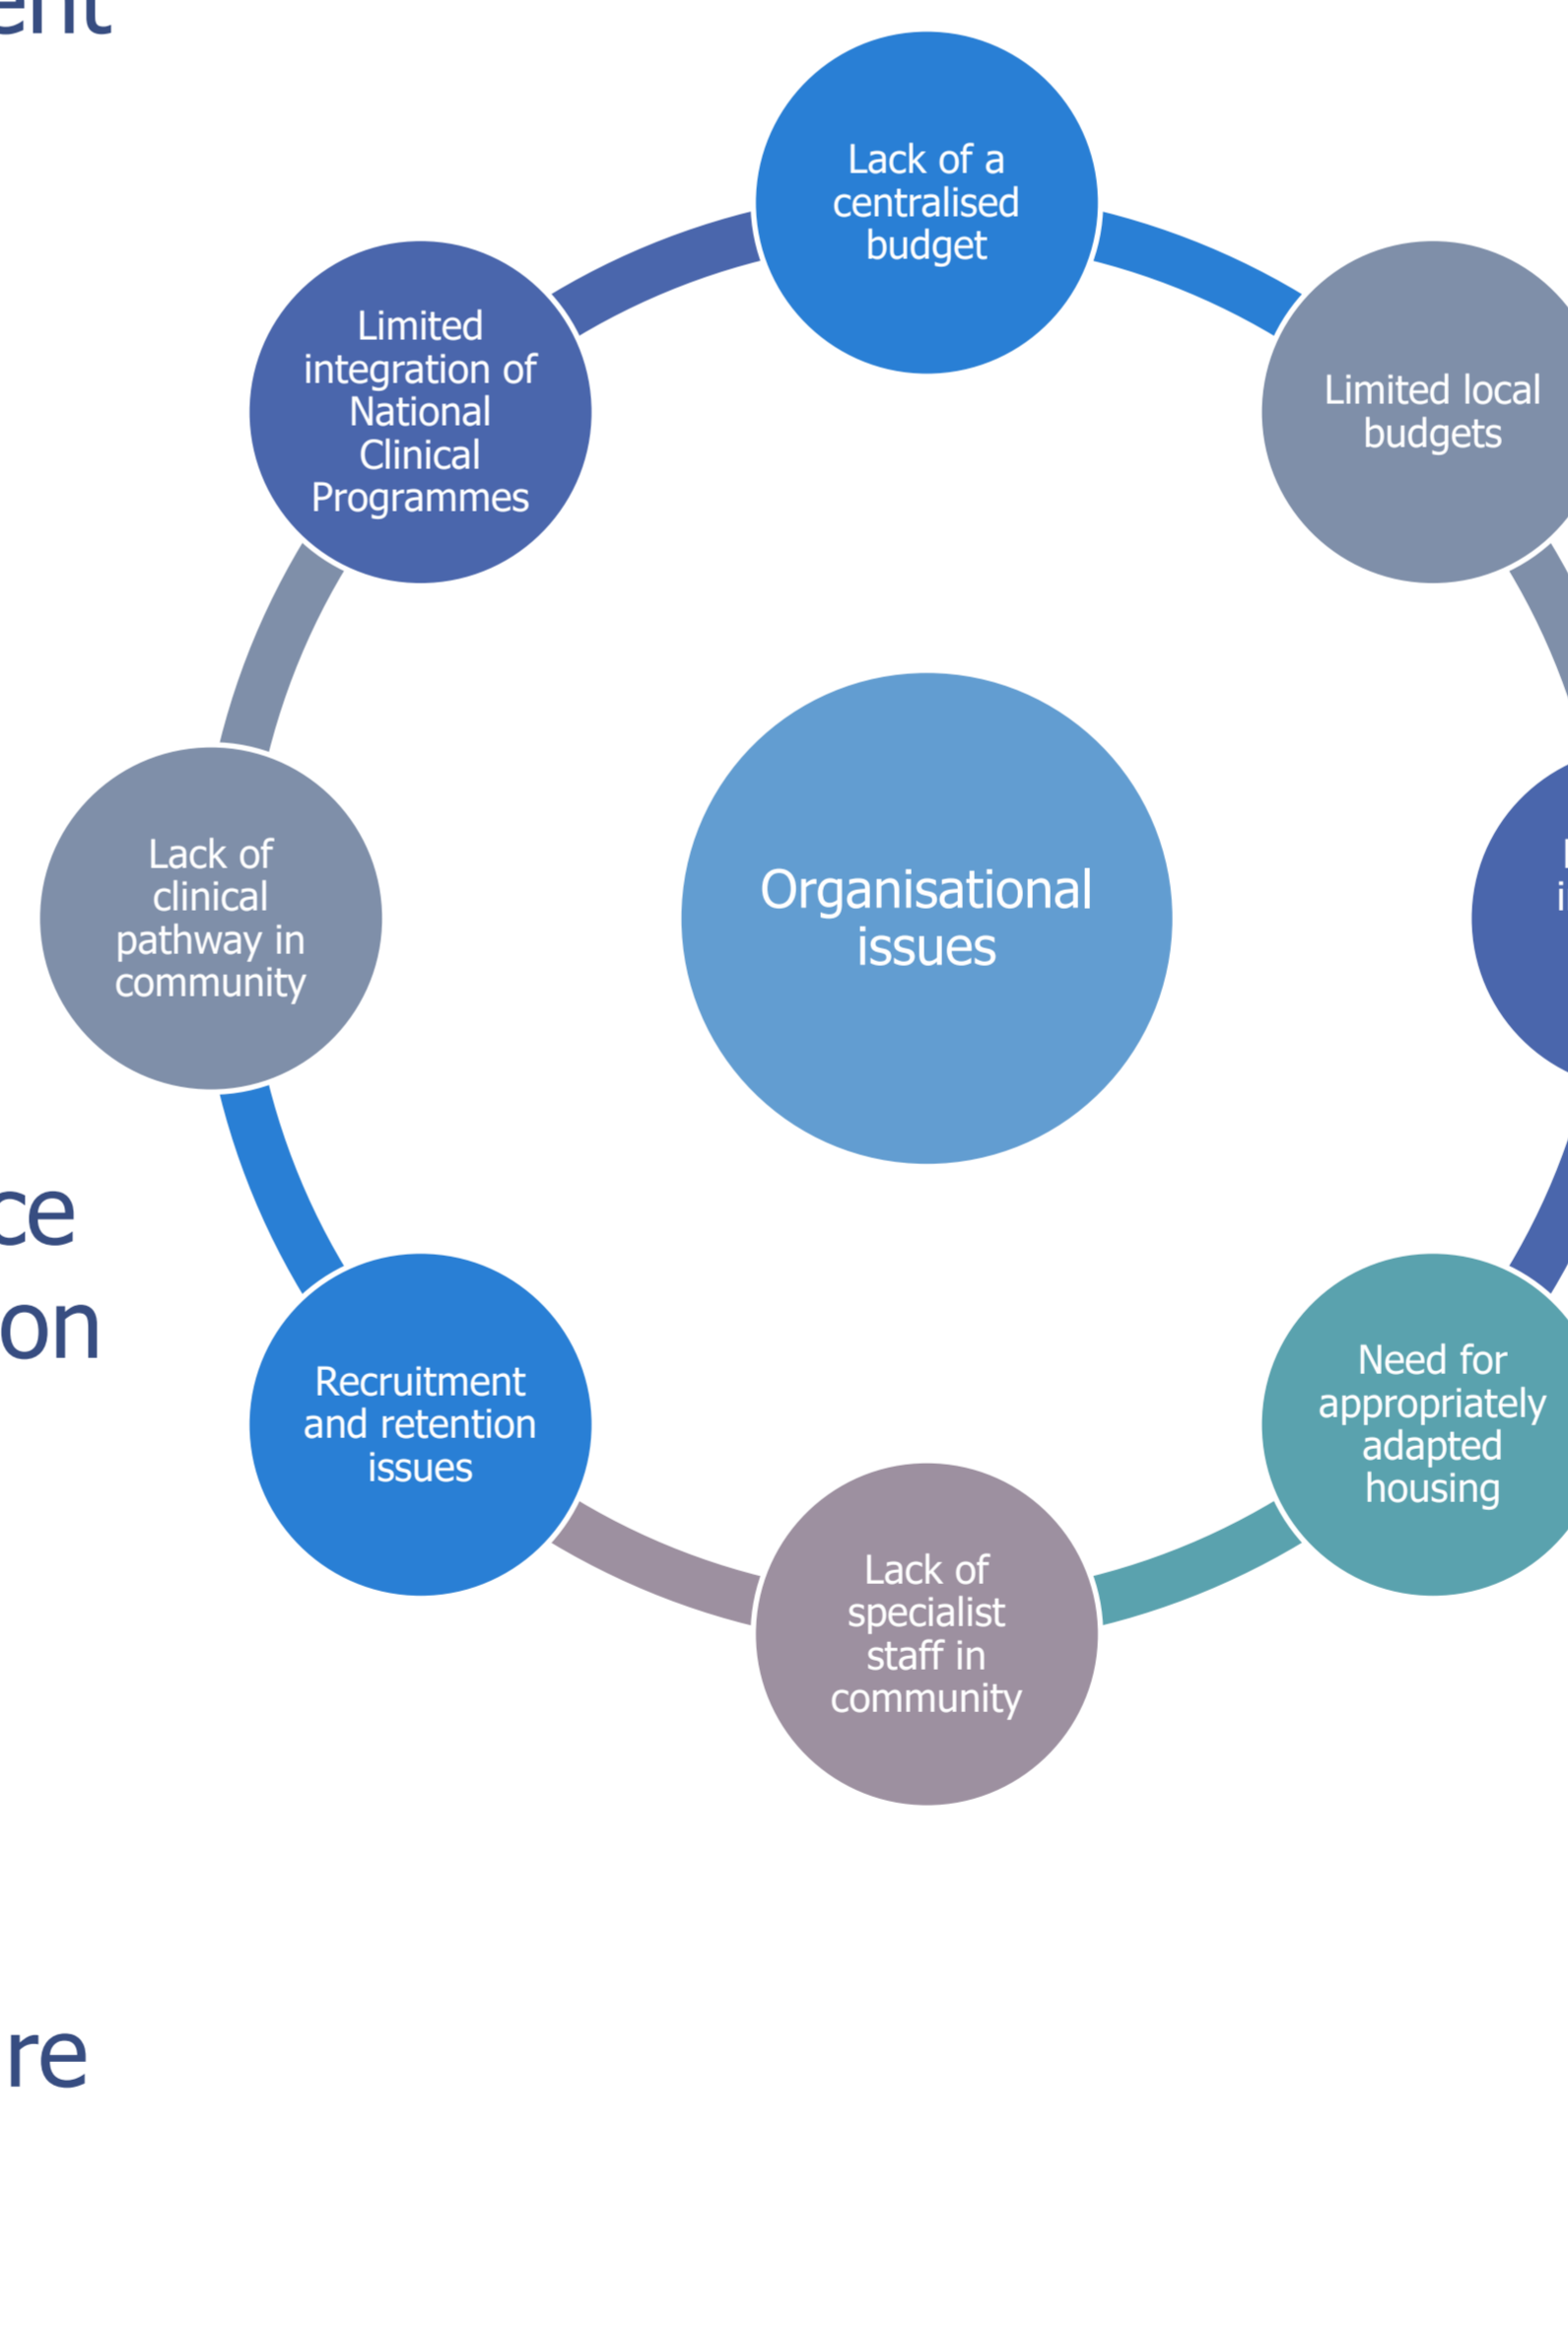 Lack of a
centralised
budget
Limited local
budgets
Need for
appropriately
adapted
housing
Lack of
specialist
staff in
community
Recruitment
and retention
issues
Lack of
clinical
pathway in
community
Limited
integration of
National
Clinical
Programmes
Organisational
issues